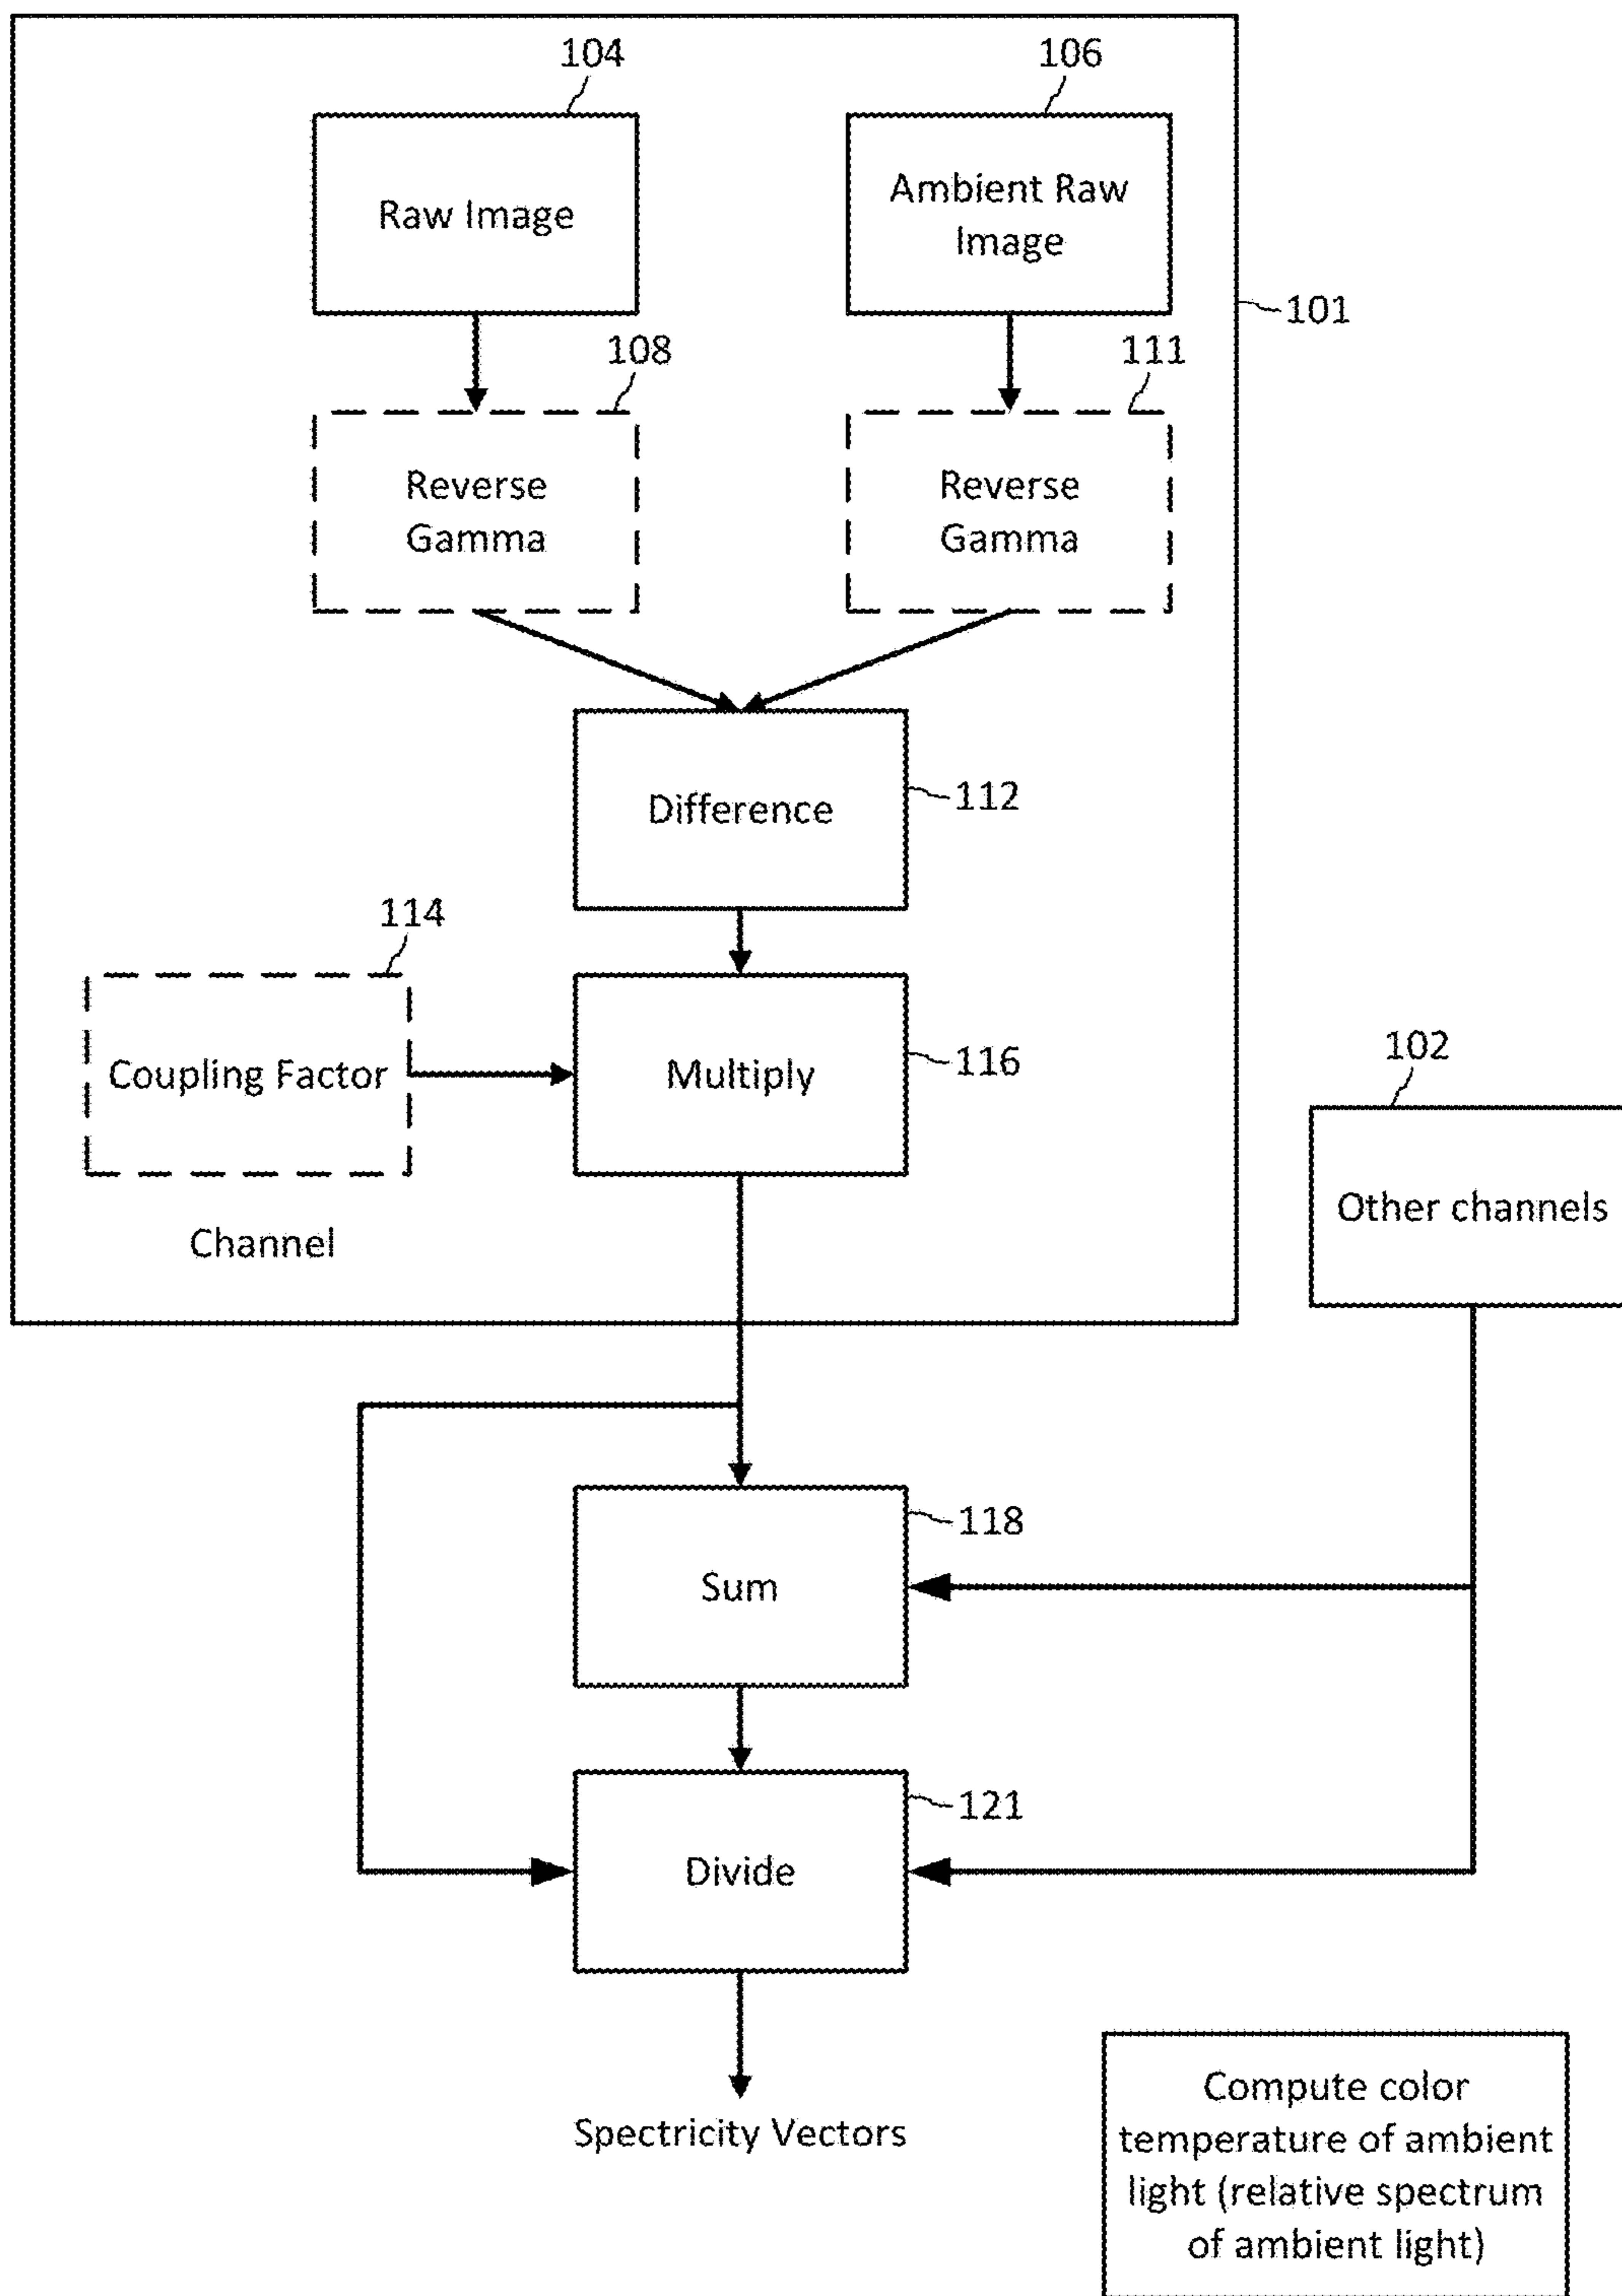 104
106
Raw Image
Ambient Raw
Image
101
108
111
Reverse
Gamma
Reverse
Gamma
Difference
112
114
Coupling Factor
Multiply
116
102
Other channels
Channel
118
Sum
121
Divide
Spectricity Vectors
Compute color
temperature of ambient
light (relative spectrum
of ambient light)